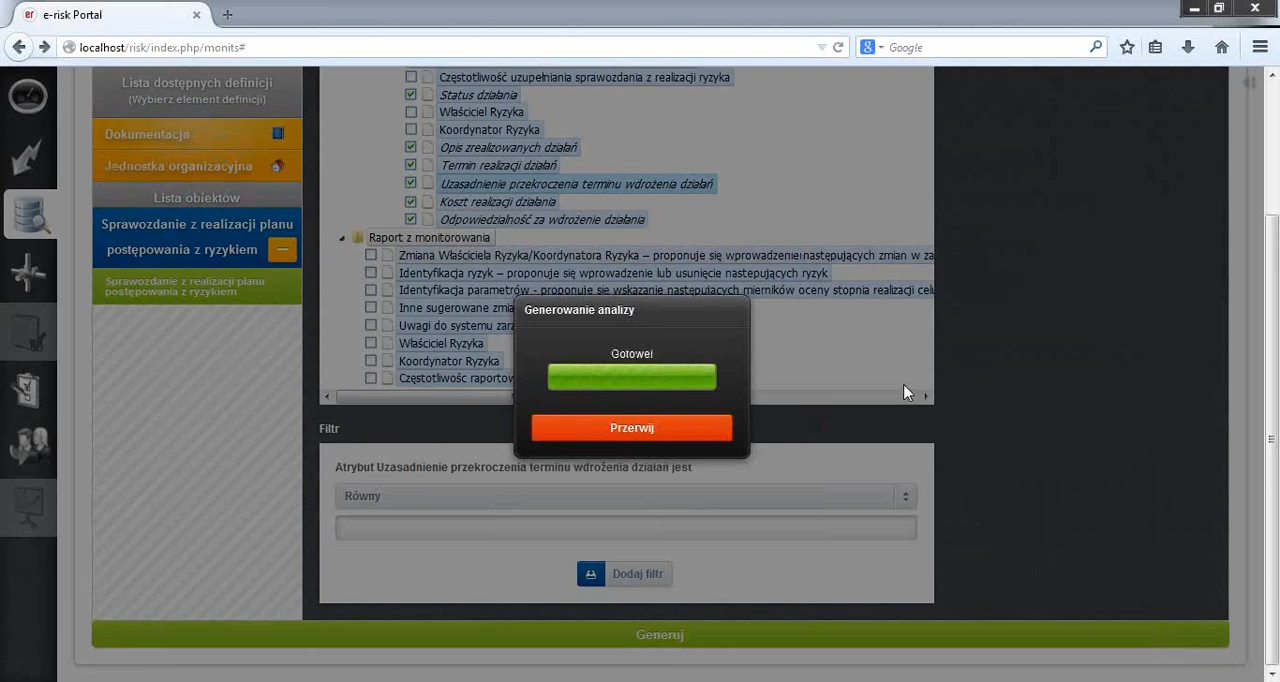 e-risk Portal
localhost/risk/index.php/monits#
Google
Lista dostępnych definicji
(Wybierz element definicji)
Dokumentacja
Jednostka organizacyjna
Lista obiektów
Sprawozdanie z realizacji planu
postępowania z ryzykiem
Sprawozdanie z realizacji planu
postępowania z ryzykiem
Częstotliwość uzupełniania sprawozdania z realizacji ryzyka
Status działania
Właściciel Ryzyka
Koordynator Ryzyka
Opis zrealizowanych działań
Termin realizacji działań
Uzasadnienie przekroczenia terminu wdrożenia działań
Koszt realizacji działania
Odpowiedzialność za wdrożenie działania
Raport z monitorowania
Zmiana Właściciela Ryzyka/Koordynatora Ryzyka – proponuje się wprowadzenie następujących zmian w za
Identyfikacja ryzyk – proponuje się wprowadzenie lub usunięcie nastepujących ryzyk
Identyfikacja parametrów - proponuje się wskazanie następujących mierników oceny stopnia realizacji celu
Inne sugerowane zmia
Uwagi do systemu zarz
Właściciel Ryzyka
Koordynator Ryzyka
Częstotliwośc raportow
Generowanie analizy
Gotowe!
Przerwij
Filtr
Atrybut Uzasadnienie przekroczenia terminu wdrożenia działań jest
Równy
Dodaj filtr
Generuj